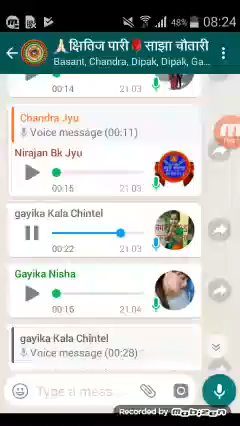 48% 08:24
क्षितिज पारी🌹साझा चौतारी
Basant, Chandra, Dipak, Dipak, Ga...
00:14 21:03
Chandra Jyu
Voice message (00:11)
Nirajan Bk Jyu
00:15 21:03
gayika Kala Chintel
00:22 21:03
Gayika Nisha
00:15 21:04
gayika Kala Chintel
Voice message (00:28)
Type a mess...
Recorded by Mobizen